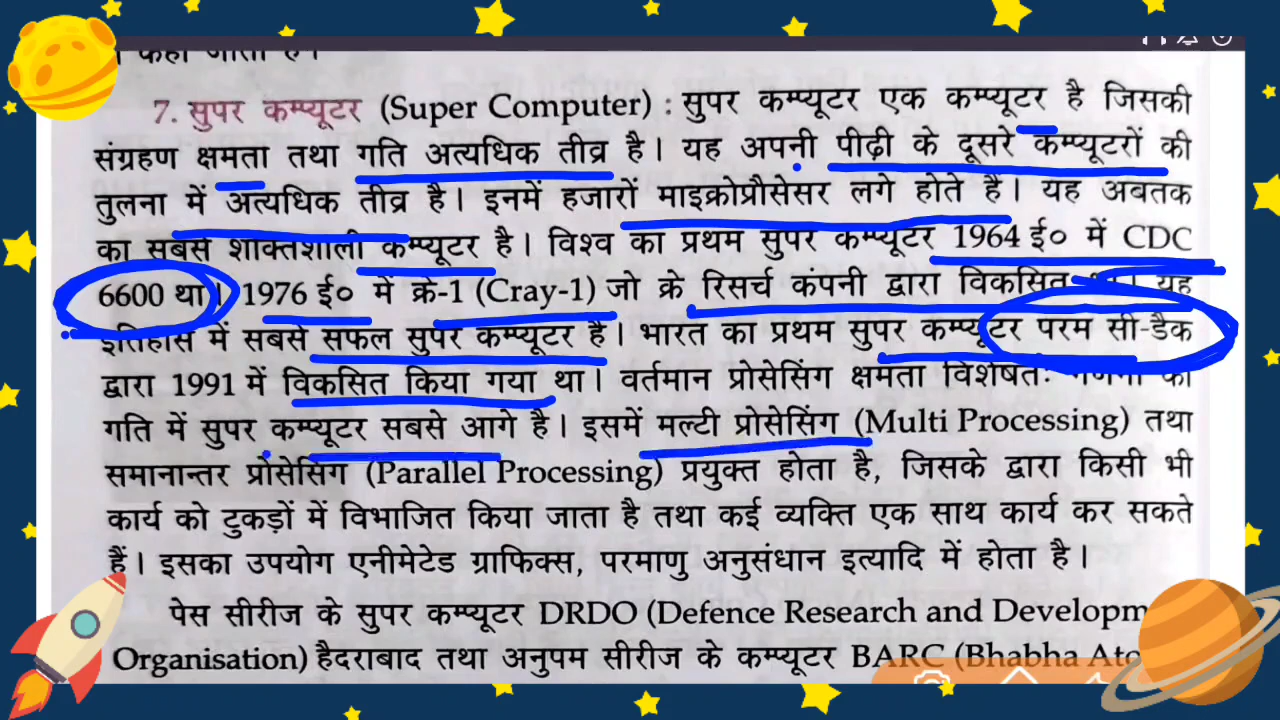 । कहा जाता है।
7. सुपर कम्प्यूटर (Super Computer) : सुपर कम्प्यूटर एक कम्प्यूटर है जिसकी
संग्रहण क्षमता तथा गति अत्यधिक तीव्र है। यह अपनी पीढ़ी के दूसरे कम्प्यूटरों की
तुलना में अत्यधिक तीव्र है। इनमें हजारों माइक्रोप्रौसेसर लगे होते हैं। यह अबतक
का सबसे शक्तिशाली कम्प्यूटर है। विश्व का प्रथम सुपर कम्प्यूटर 1964 ई० में CDC
6600 था। 1976 ई० में क्रे-1 (Cray-1) जो क्रे रिसर्च कंपनी द्वारा विकसित था। यह
इतिहास में सबसे सफल सुपर कम्प्यूटर है। भारत का प्रथम सुपर कम्प्यूटर परम सी-डैक
द्वारा 1991 में विकसित किया गया था। वर्तमान प्रोसेसिंग क्षमता विशेषतः गणना की
गति में सुपर कम्प्यूटर सबसे आगे है। इसमें मल्टी प्रोसेसिंग (Multi Processing) तथा
समानान्तर प्रोसेसिंग (Parallel Processing) प्रयुक्त होता है, जिसके द्वारा किसी भी
कार्य को टुकड़ों में विभाजित किया जाता है तथा कई व्यक्ति एक साथ कार्य कर सकते
हैं। इसका उपयोग एनीमेटेड ग्राफिक्स, परमाणु अनुसंधान इत्यादि में होता है।
पेस सीरीज के सुपर कम्प्यूटर DRDO (Defence Research and Developm
Organisation) हैदराबाद तथा अनुपम सीरीज के कम्प्यूटर BARC (Bhabha Ato